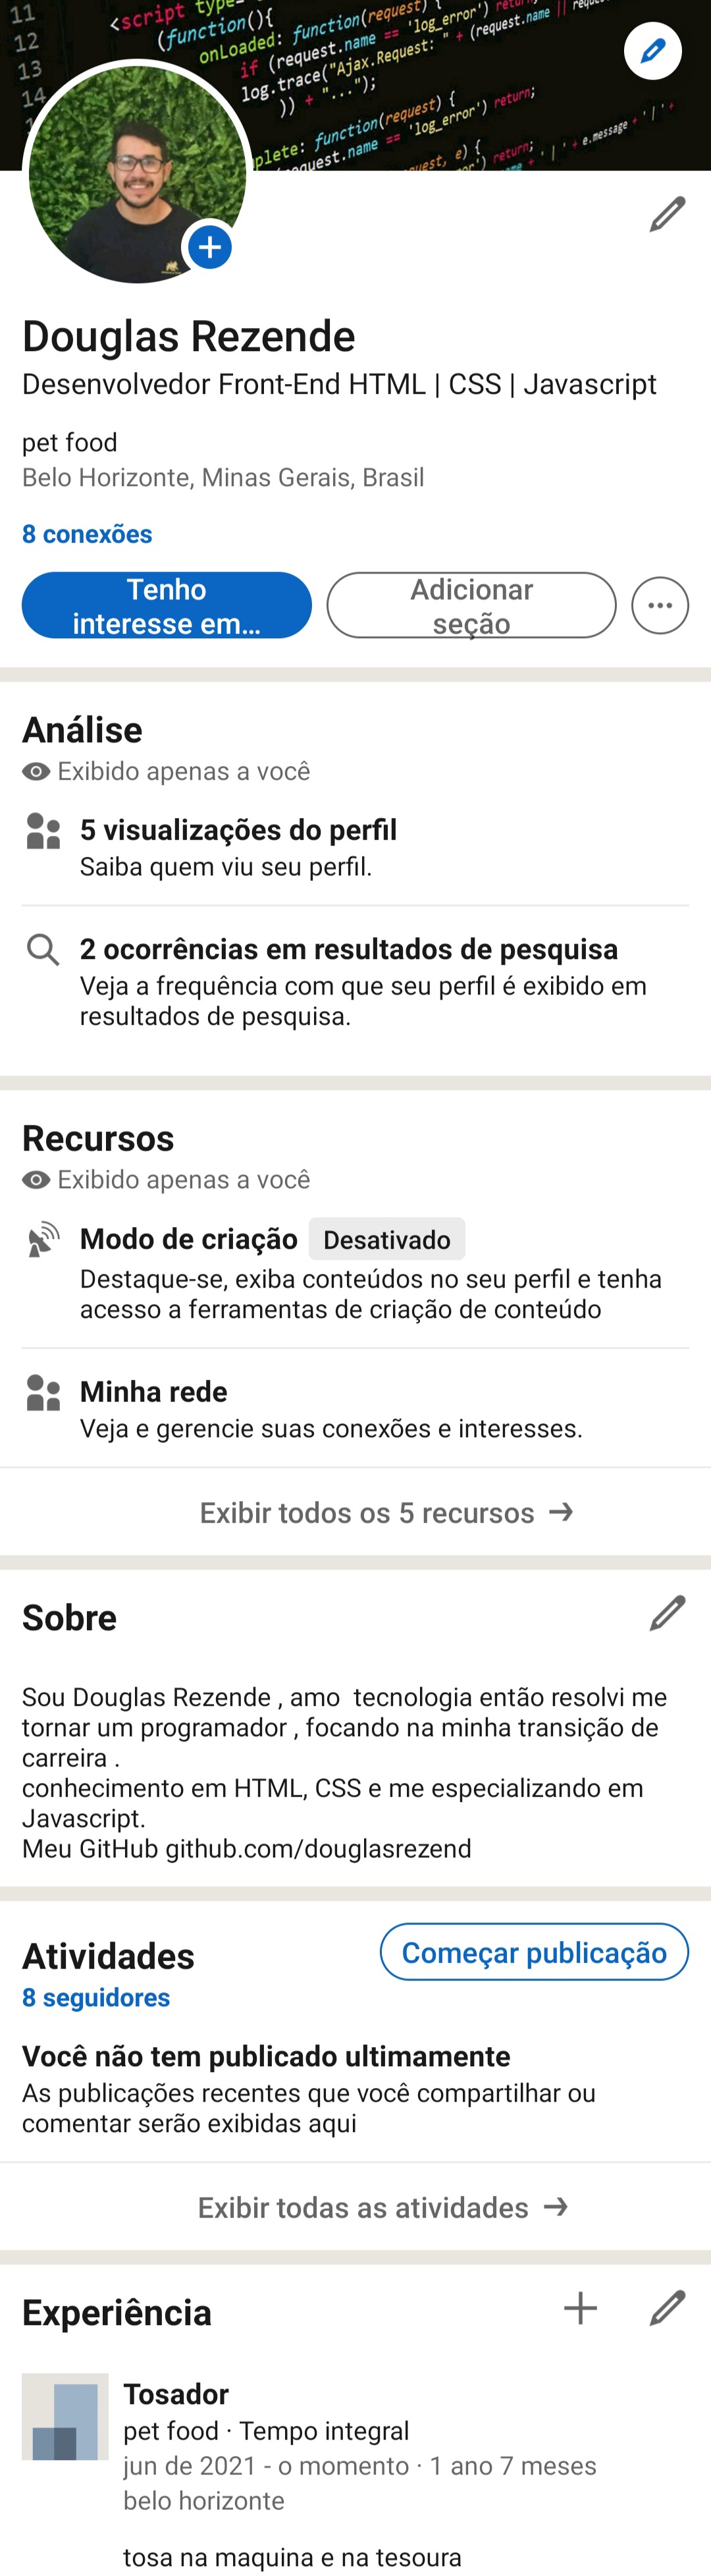 11
12
13
14
<script type=
(function(){
onLoaded: function(request) {
if (request.name == 'log_error') return;
log.trace("Ajax.Request: " + (request.name ||
)) + "...");
plete: function(request) {
quest.name == 'log_error') return;
uest, e) {
return;
+ '|' + e.message + '|' +
Douglas Rezende
Desenvolvedor Front-End HTML | CSS | Javascript
pet food
Belo Horizonte, Minas Gerais, Brasil
8 conexões
Tenho
interesse em...
Adicionar
seção
Análise
Exibido apenas a você
5 visualizações do perfil
Saiba quem viu seu perfil.
2 ocorrências em resultados de pesquisa
Veja a frequência com que seu perfil é exibido em
resultados de pesquisa.
Recursos
Exibido apenas a você
Modo de criação Desativado
Destaque-se, exiba conteúdos no seu perfil e tenha
acesso a ferramentas de criação de conteúdo
Minha rede
Veja e gerencie suas conexões e interesses.
Exibir todos os 5 recursos →
Sobre
Sou Douglas Rezende , amo  tecnologia então resolvi me
tornar um programador , focando na minha transição de
carreira .
conhecimento em HTML, CSS e me especializando em
Javascript.
Meu GitHub github.com/douglasrezend
Atividades
Começar publicação
8 seguidores
Você não tem publicado ultimamente
As publicações recentes que você compartilhar ou
comentar serão exibidas aqui
Exibir todas as atividades →
Experiência
Tosador
pet food · Tempo integral
jun de 2021 - o momento · 1 ano 7 meses
belo horizonte
tosa na maquina e na tesoura